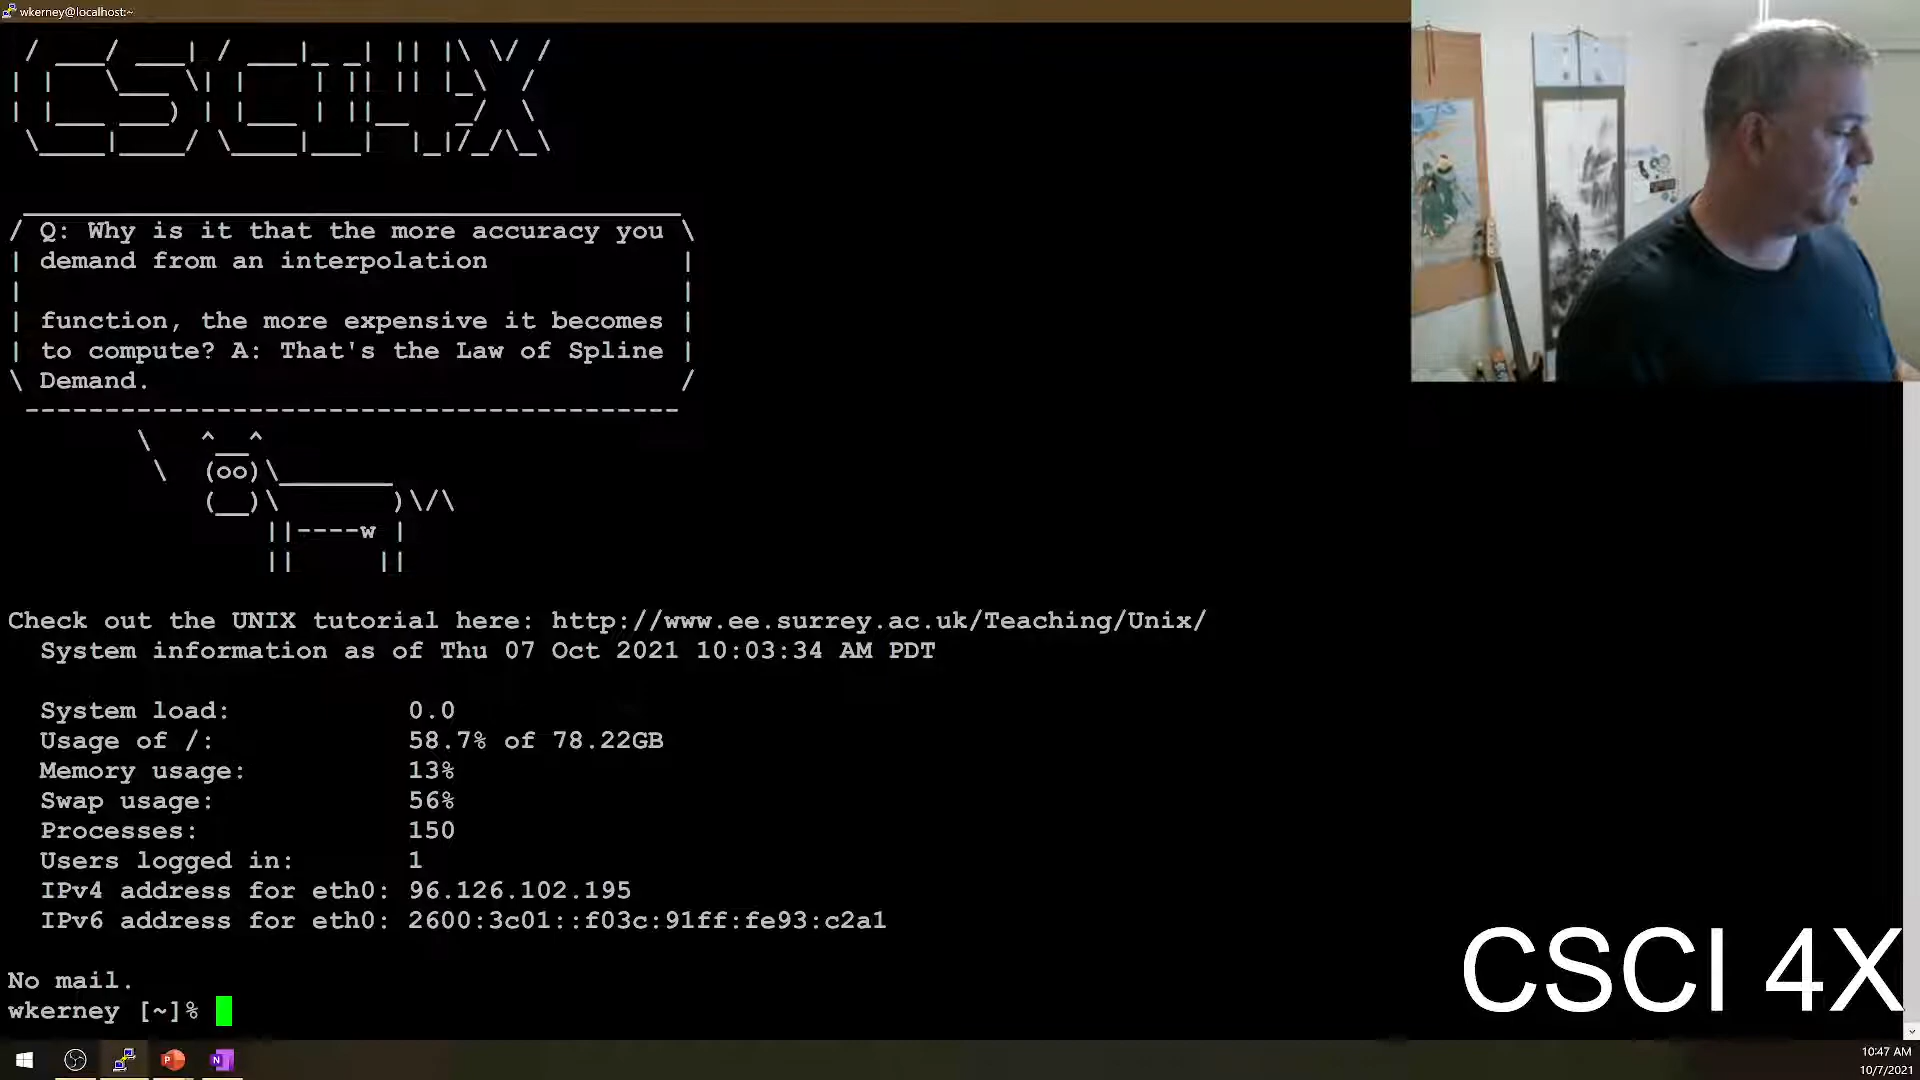 wkerney@localhost:~
CSCI4X
Q: Why is it that the more accuracy you
demand from an interpolation
function, the more expensive it becomes
to compute? A: That's the Law of Spline
Demand.
^__^
(oo)\_______
(__)\       )\/\
||----w |
||     ||
Check out the UNIX tutorial here: http://www.ee.surrey.ac.uk/Teaching/Unix/
System information as of Thu 07 Oct 2021 10:03:34 AM PDT
System load: 0.0
Usage of /: 58.7% of 78.22GB
Memory usage: 13%
Swap usage: 56%
Processes: 150
Users logged in: 1
IPv4 address for eth0: 96.126.102.195
IPv6 address for eth0: 2600:3c01::f03c:91ff:fe93:c2a1
No mail.
wkerney [~]%
CSCI 4X
10:47 AM
10/7/2021